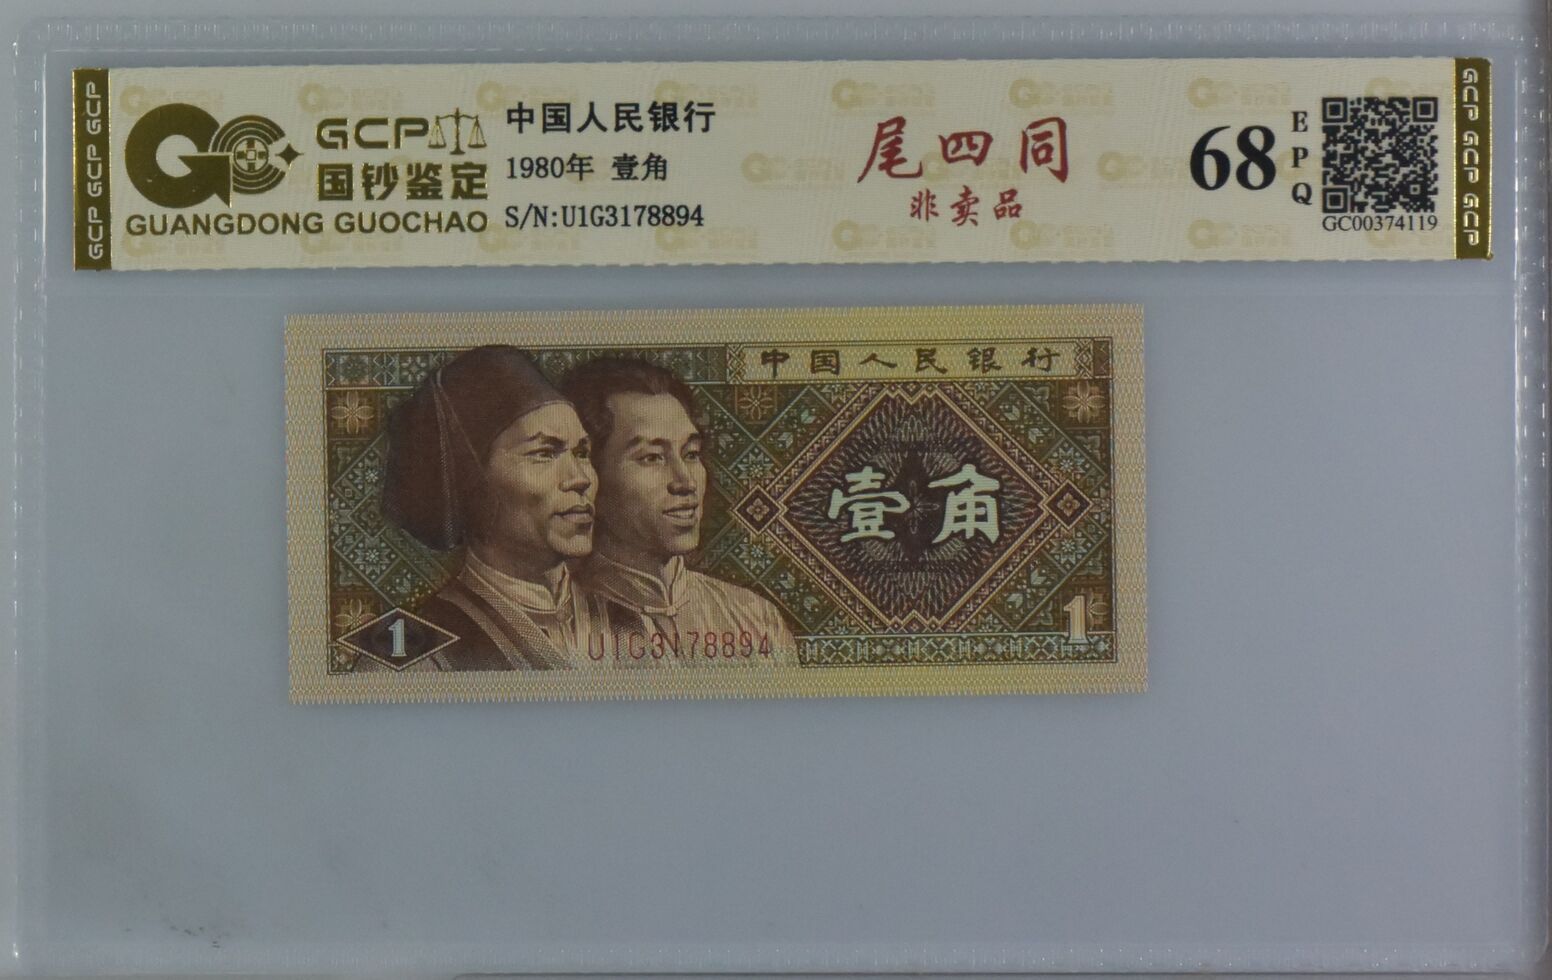 GCP GCP GCP
GCP
国钞鉴定
GUANGDONG GUOCHAO
中国人民银行
1980年 壹角
S/N:U1G3178894
尾四同
非卖品
68
EPQ
GC00374119
GCP GCP GCP
中国人民银行
壹角
1
1
U1G3178894